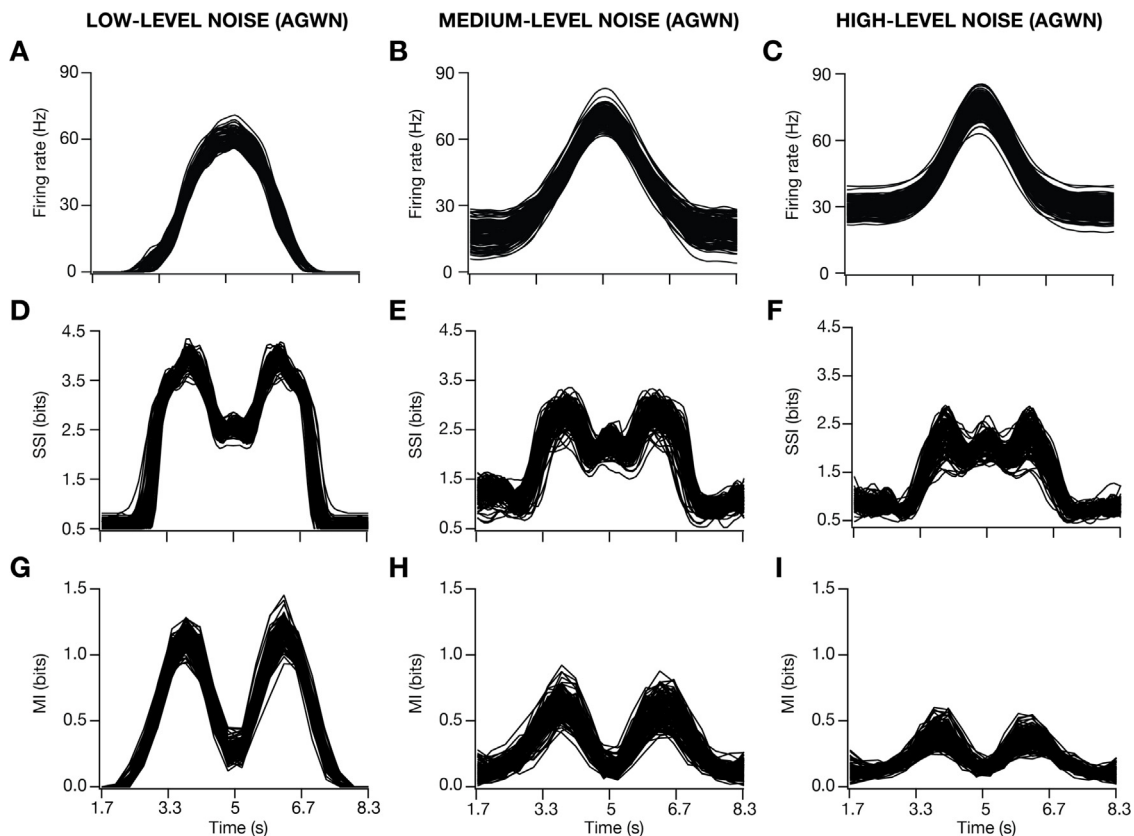 LOW-LEVEL NOISE (AGWN)
MEDIUM-LEVEL NOISE (AGWN)
HIGH-LEVEL NOISE (AGWN)
A
90
60
30
0
Firing rate (Hz)
B
90
60
30
0
Firing rate (Hz)
C
90
60
30
0
Firing rate (Hz)
D
4.5
3.5
2.5
1.5
0.5
SSI (bits)
E
4.5
3.5
2.5
1.5
0.5
SSI (bits)
F
4.5
3.5
2.5
1.5
0.5
SSI (bits)
G
1.5
1.0
0.5
0.0
MI (bits)
1.7 3.3 5 6.7 8.3
Time (s)
H
1.5
1.0
0.5
0.0
MI (bits)
1.7 3.3 5 6.7 8.3
Time (s)
I
1.5
1.0
0.5
0.0
MI (bits)
1.7 3.3 5 6.7 8.3
Time (s)